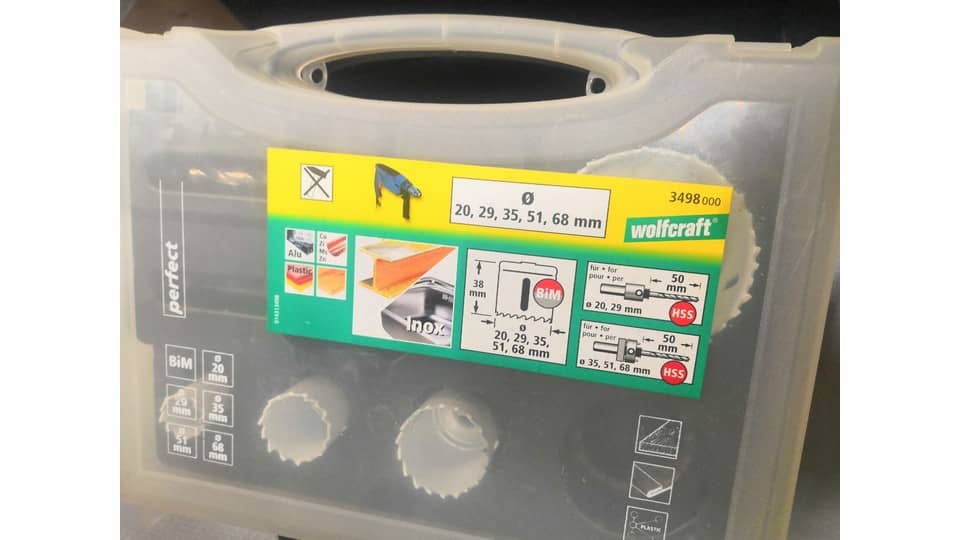 Ø
20, 29, 35, 51, 68 mm
3498 000
wolfcraft®
Alu
Cu
Zi
Ms
Zn
Plastic
Inox
38
mm
BiM
ø
20, 29, 35,
51, 68 mm
für • for
pour • per
50
mm
ø 20, 29 mm
HSS
für • for
pour • per
50
mm
ø 35, 51, 68 mm
HSS
perfect
BiM
ø
20
mm
ø
29
mm
ø
35
mm
ø
51
mm
ø
68
mm
PLASTIC